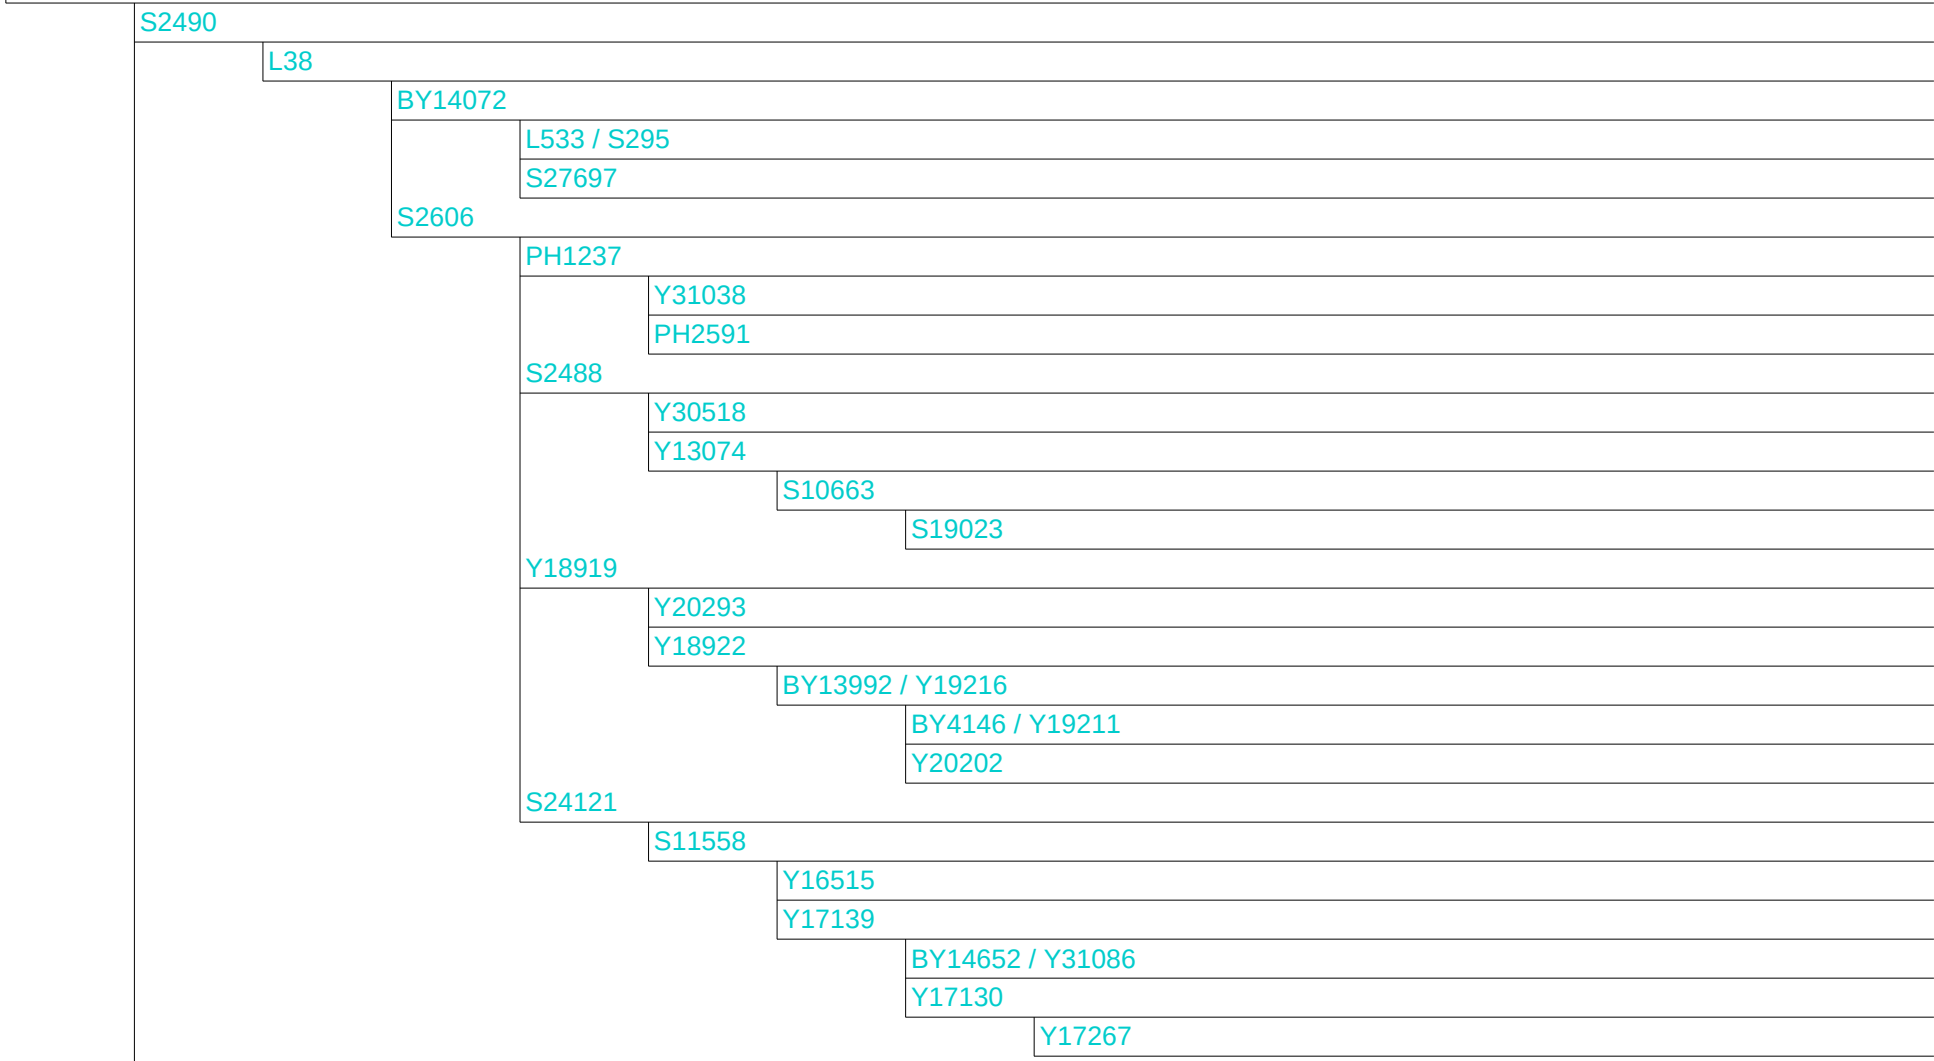 S2490
L38
BY14072
L533 / S295
S27697
S2606
PH1237
Y31038
PH2591
S2488
Y30518
Y13074
S10663
S19023
Y18919
Y20293
Y18922
BY13992 / Y19216
BY4146 / Y19211
Y20202
S24121
S11558
Y16515
Y17139
BY14652 / Y31086
Y17130
Y17267